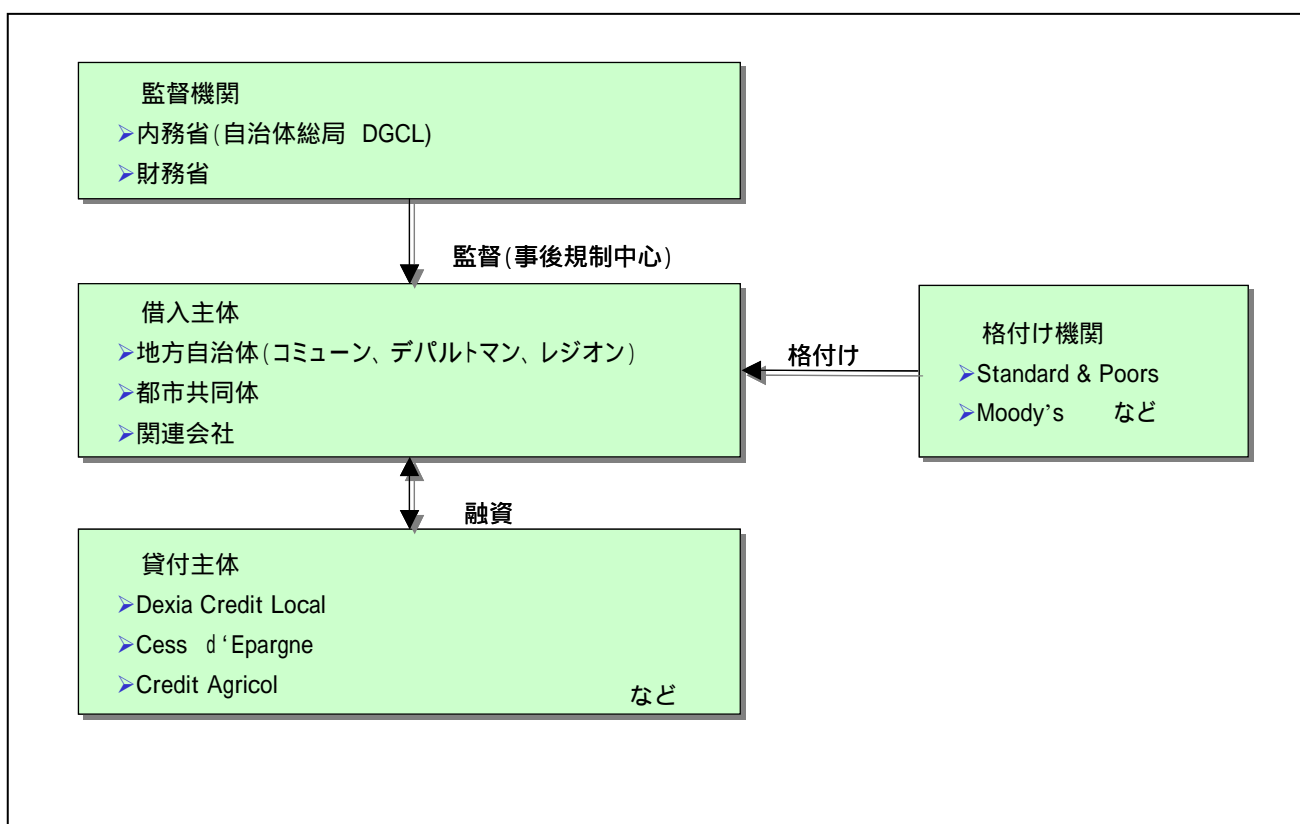 監督機関
➢内務省(自治体総局 DGCL)
➢財務省
監督(事後規制中心)
借入主体
➢地方自治体(コミューン、デパルトマン、レジオン)
➢都市共同体
➢関連会社
格付け
格付け機関
➢Standard & Poors
➢Moody's など
融資
貸付主体
➢Dexia Credit Local
➢Cess d‘Epargne
➢Credit Agricol
など